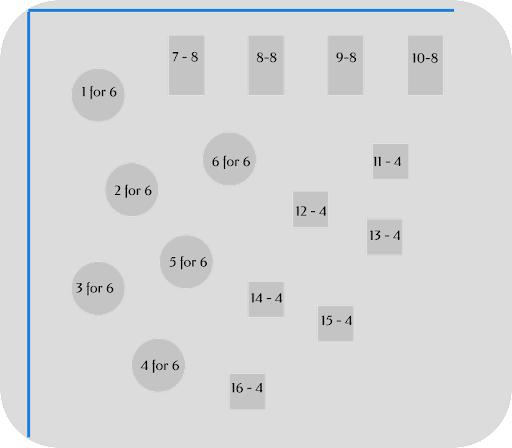 7 - 8
8-8
9-8
10-8
1 for 6
6 for 6
11 - 4
2 for 6
12 - 4
13 - 4
5 for 6
3 for 6
14 - 4
15 - 4
4 for 6
16 - 4